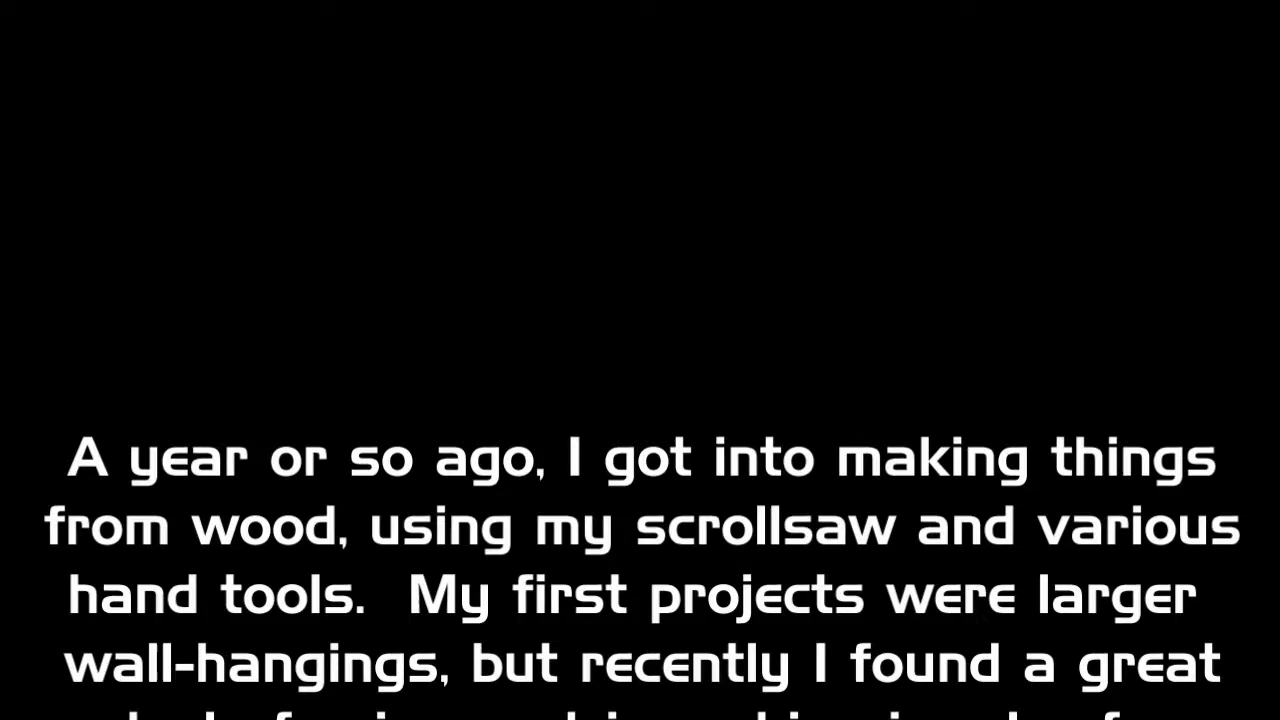 A year or so ago, I got into making things
from wood, using my scrollsaw and various
hand tools.  My first projects were larger
wall-hangings, but recently I found a great